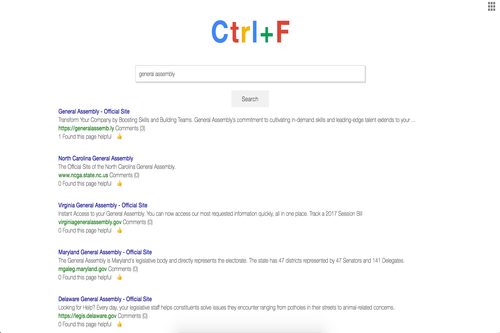 Ctrl+F
general assembly
Search
General Assembly - Official Site
Transform Your Company by Boosting Skills and Building Teams. General Assembly's commitment to cultivating in-demand skills and leading-edge talent extends to your ...
https://generalassemb.ly Comments (3)
1 Found this page helpful 👍
North Carolina General Assembly
The Official Site of the North Carolina General Assembly.
www.ncga.state.nc.us Comments (0)
0 Found this page helpful 👍
Virginia General Assembly - Official Site
Instant Access to your General Assembly. You can now access our most requested information quickly, all in one place. Track a 2017 Session Bill
virginiageneralassembly.gov Comments (0)
0 Found this page helpful 👍
Maryland General Assembly - Official Site
The General Assembly is Maryland's legislative body and directly represents the electorate. The state has 47 districts represented by 47 Senators and 141 Delegates.
mgaleg.maryland.gov Comments (0)
0 Found this page helpful 👍
Delaware General Assembly - Official Site
Looking for Help? Every day, your legislative staff helps constituents solve issues they encounter ranging from potholes in their streets to animal-related concerns.
https://legis.delaware.gov Comments (0)
0 Found this page helpful 👍